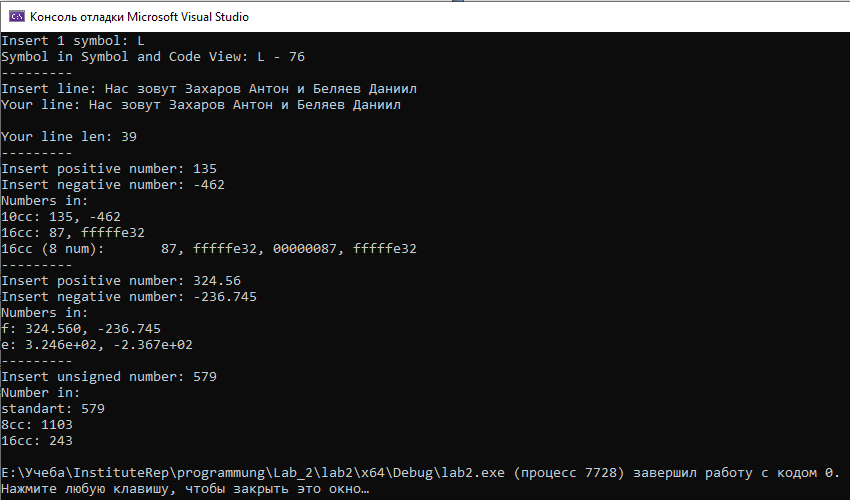 Консоль отладки Microsoft Visual Studio
Insert 1 symbol: L
Symbol in Symbol and Code View: L - 76
---------
Insert line: Нас зовут Захаров Антон и Беляев Даниил
Your line: Нас зовут Захаров Антон и Беляев Даниил
Your line len: 39
---------
Insert positive number: 135
Insert negative number: -462
Numbers in:
10cc: 135, -462
16cc: 87, fffffe32
16cc (8 num):       87, fffffe32, 00000087, fffffe32
---------
Insert positive number: 324.56
Insert negative number: -236.745
Numbers in:
f: 324.560, -236.745
e: 3.246e+02, -2.367e+02
---------
Insert unsigned number: 579
Number in:
standart: 579
8cc: 1103
16cc: 243
E:\Учеба\InstituteRep\programmung\Lab_2\lab2\x64\Debug\lab2.exe (процесс 7728) завершил работу с кодом 0.
Нажмите любую клавишу, чтобы закрыть это окно…